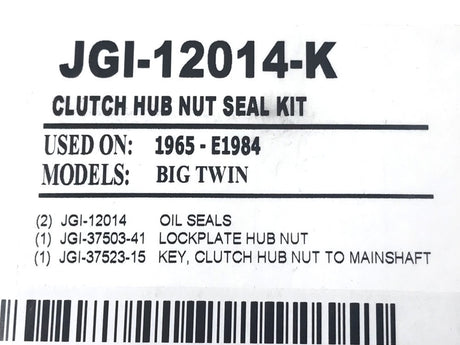 JGI-12014-K
CLUTCH HUB NUT SEAL KIT
USED ON: 1965 - E1984
MODELS: BIG TWIN
(2) JGI-12014 OIL SEALS
(1) JGI-37503-41 LOCKPLATE HUB NUT
(1) JGI-37523-15 KEY, CLUTCH HUB NUT TO MAINSHAFT